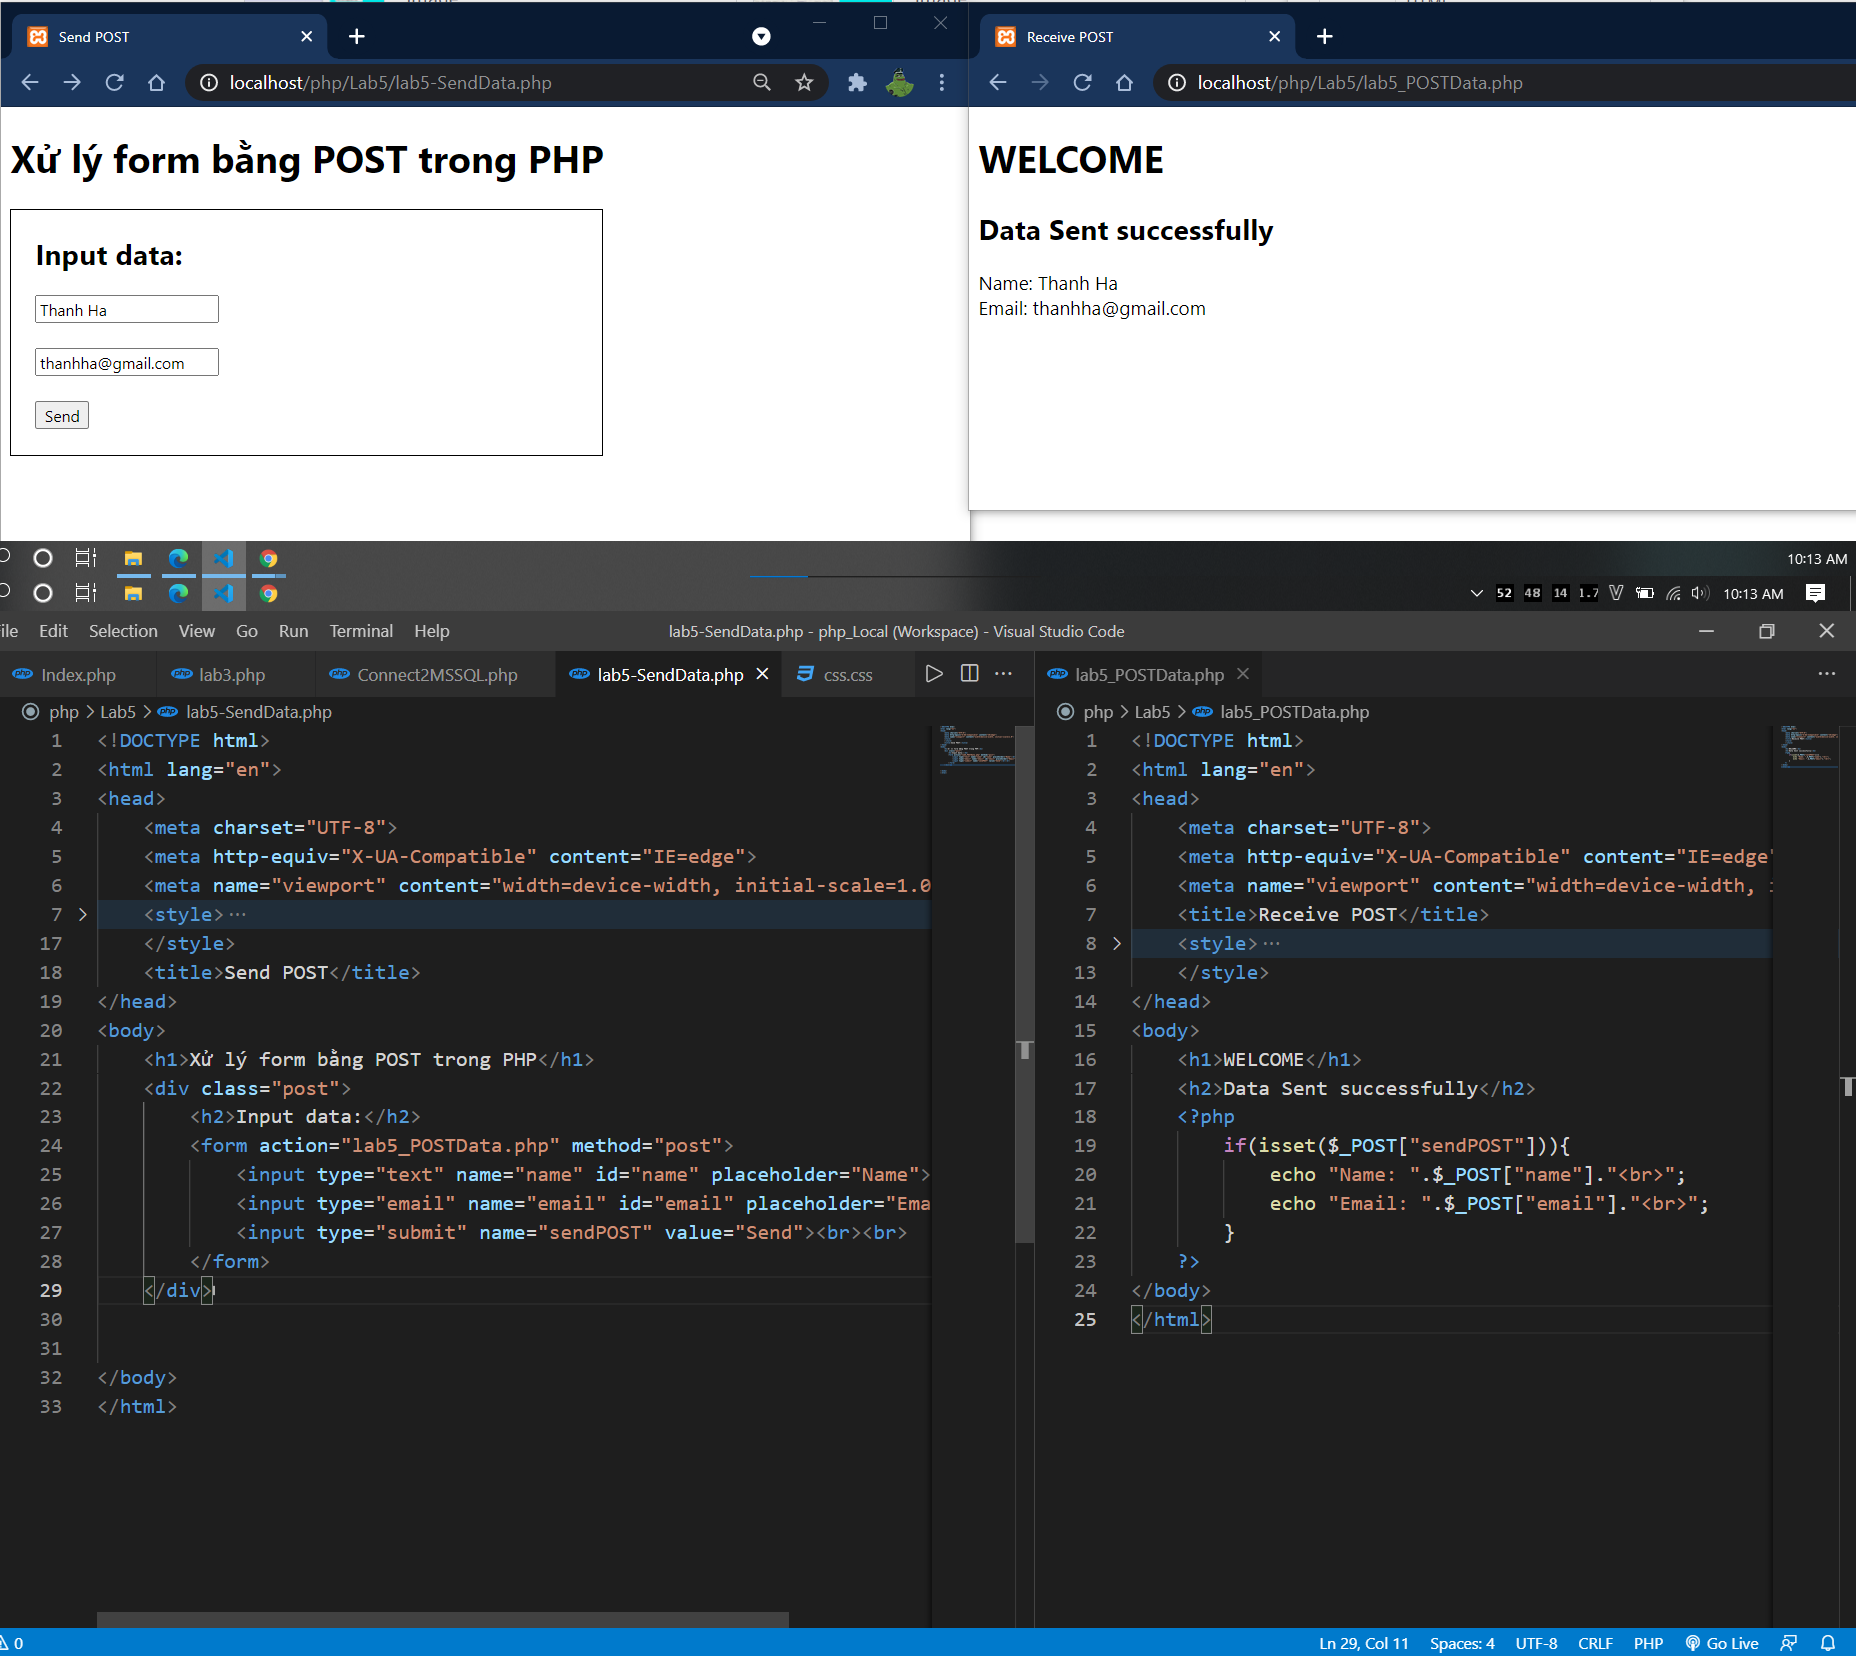 Send POST
localhost/php/Lab5/lab5-SendData.php
Xử lý form bằng POST trong PHP
Input data:
Thanh Ha
thanhha@gmail.com
Send
Receive POST
localhost/php/Lab5/lab5_POSTData.php
WELCOME
Data Sent successfully
Name: Thanh Ha
Email: thanhha@gmail.com
10:13 AM
52 48 14 1.7 10:13 AM
ile Edit Selection View Go Run Terminal Help
lab5-SendData.php - php_Local (Workspace) - Visual Studio Code
php Index.php php lab3.php php Connect2MSSQL.php php lab5-SendData.php css.css
php > Lab5 > php lab5-SendData.php
1 <!DOCTYPE html>
2 <html lang="en">
3 <head>
4 <meta charset="UTF-8">
5 <meta http-equiv="X-UA-Compatible" content="IE=edge">
6 <meta name="viewport" content="width=device-width, initial-scale=1.0
7 <style>···
17 </style>
18 <title>Send POST</title>
19 </head>
20 <body>
21 <h1>Xử lý form bằng POST trong PHP</h1>
22 <div class="post">
23 <h2>Input data:</h2>
24 <form action="lab5_POSTData.php" method="post">
25 <input type="text" name="name" id="name" placeholder="Name">
26 <input type="email" name="email" id="email" placeholder="Ema
27 <input type="submit" name="sendPOST" value="Send"><br><br>
28 </form>
29 </div>
30
31
32 </body>
33 </html>
php lab5_POSTData.php
php > Lab5 > php lab5_POSTData.php
1 <!DOCTYPE html>
2 <html lang="en">
3 <head>
4 <meta charset="UTF-8">
5 <meta http-equiv="X-UA-Compatible" content="IE=edge"
6 <meta name="viewport" content="width=device-width, i
7 <title>Receive POST</title>
8 <style>···
13 </style>
14 </head>
15 <body>
16 <h1>WELCOME</h1>
17 <h2>Data Sent successfully</h2>
18 <?php
19 if(isset($_POST["sendPOST"])){
20 echo "Name: ".$_POST["name"]."<br>";
21 echo "Email: ".$_POST["email"]."<br>";
22 }
23 ?>
24 </body>
25 </html>
0
Ln 29, Col 11 Spaces: 4 UTF-8 CRLF PHP Go Live